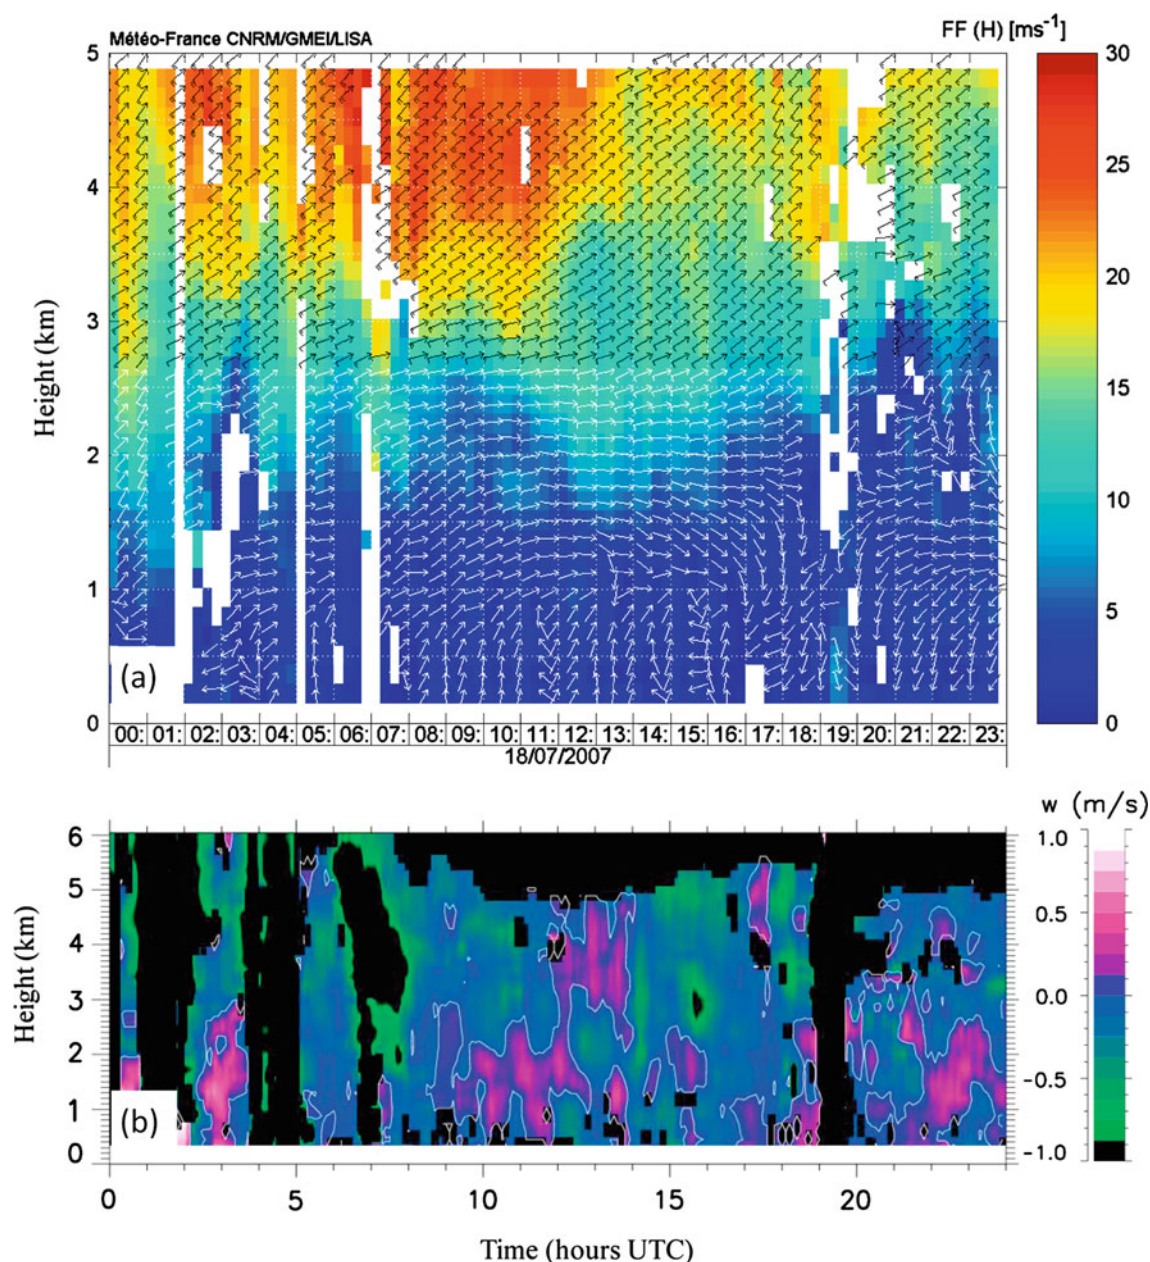 Météo-France CNRM/GMEI/LISA
FF (H) [ms⁻¹]
5
4
3
2
1
0
Height (km)
(a)
30
25
20
15
10
5
0
00: 01: 02: 03: 04: 05: 06: 07: 08: 09: 10: 11: 12: 13: 14: 15: 16: 17: 18: 19: 20: 21: 22: 23:
18/07/2007
w (m/s)
6
5
4
3
2
1
0
Height (km)
(b)
1.0
0.5
0.0
-0.5
-1.0
0 5 10 15 20
Time (hours UTC)